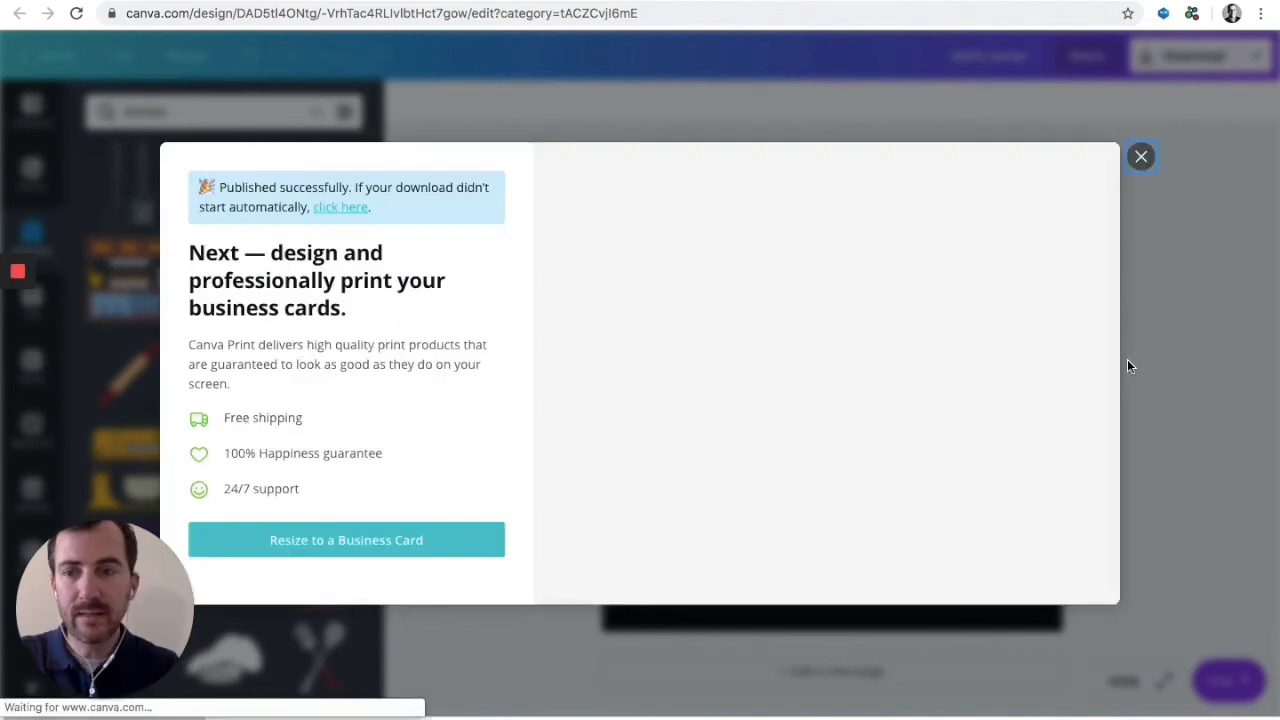 canva.com/design/DAD5tI4ONtg/-VrhTac4RLIvlbtHct7gow/edit?category=tACZCvjI6mE
🎉 Published successfully. If your download didn't
start automatically, click here.
Next — design and
professionally print your
business cards.
Canva Print delivers high quality print products that
are guaranteed to look as good as they do on your
screen.
Free shipping
100% Happiness guarantee
24/7 support
Resize to a Business Card
Waiting for www.canva.com...